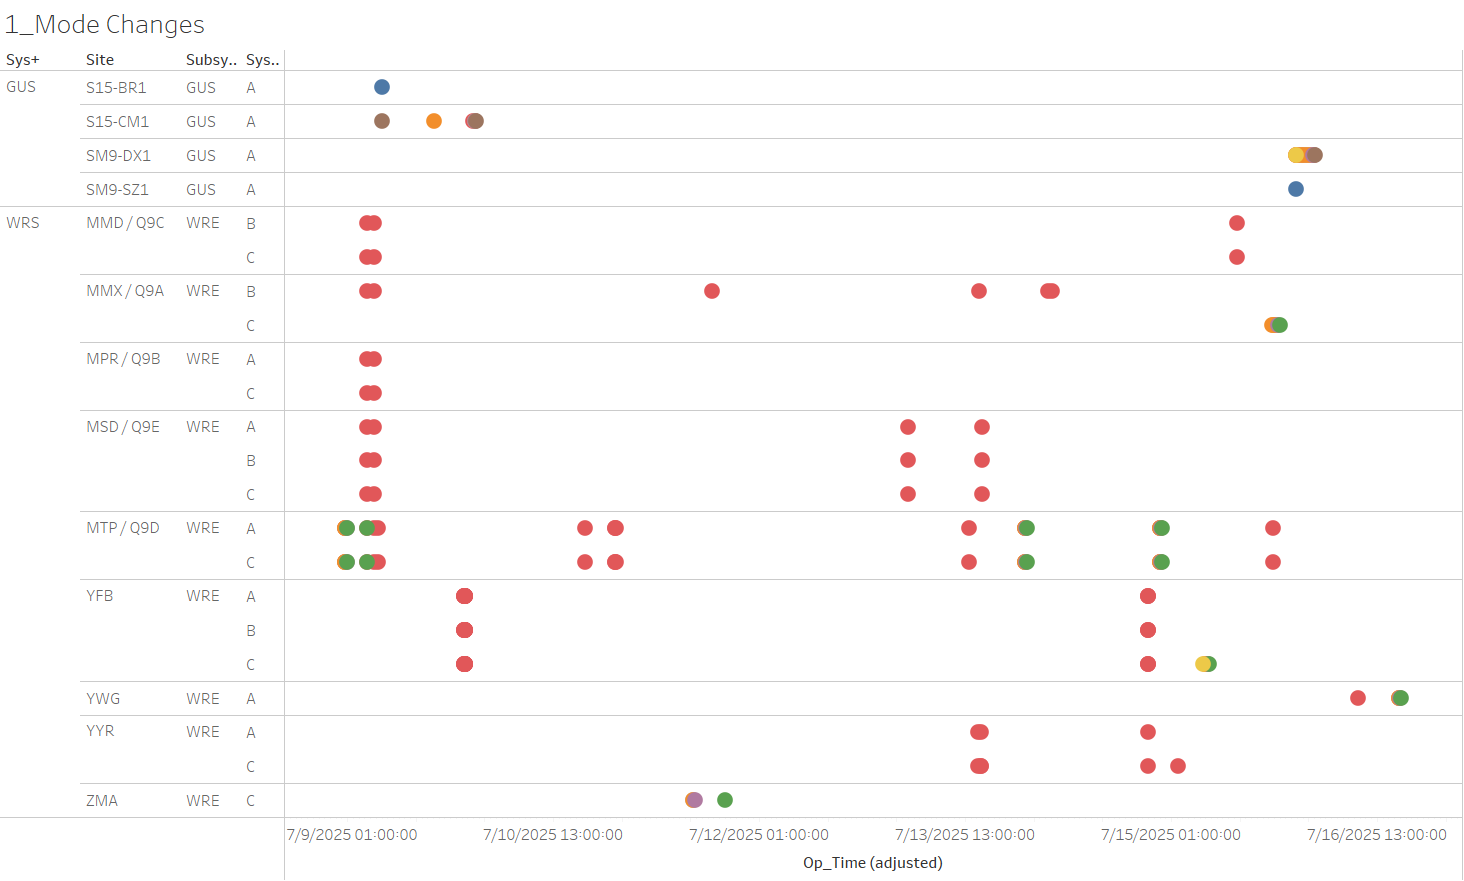 1_Mode Changes
Sys+ Site Subsy.. Sys..
GUS S15-BR1 GUS A
S15-CM1 GUS A
SM9-DX1 GUS A
SM9-SZ1 GUS A
WRS MMD / Q9C WRE B
C
MMX / Q9A WRE B
C
MPR / Q9B WRE A
C
MSD / Q9E WRE A
B
C
MTP / Q9D WRE A
C
YFB WRE A
B
C
YWG WRE A
YYR WRE A
C
ZMA WRE C
7/9/2025 01:00:00 7/10/2025 13:00:00 7/12/2025 01:00:00 7/13/2025 13:00:00 7/15/2025 01:00:00 7/16/2025 13:00:00
Op_Time (adjusted)